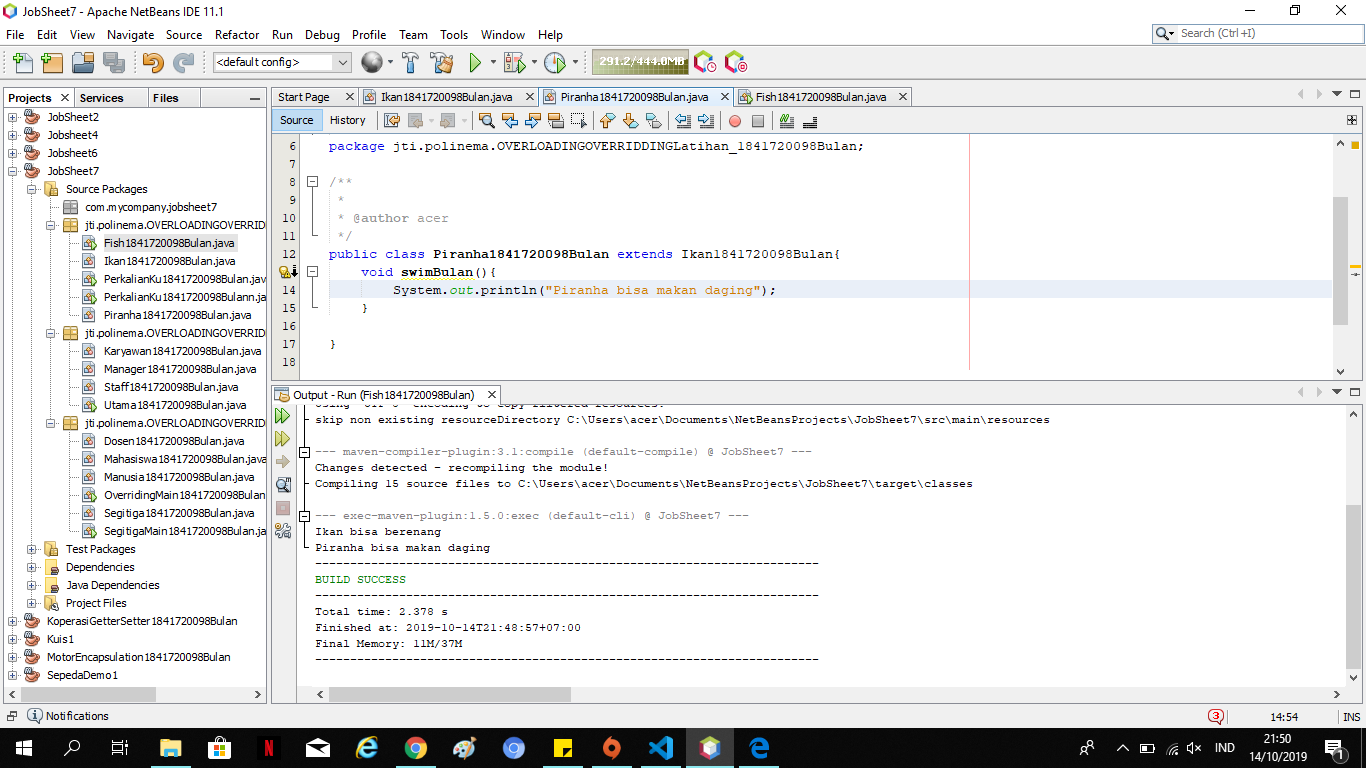 JobSheet7 - Apache NetBeans IDE 11.1
File Edit View Navigate Source Refactor Run Debug Profile Team Tools Window Help
Search (Ctrl+I)
<default config>
291.2/444.0MB
Projects Services Files
JobSheet2
Jobsheet4
Jobsheet6
JobSheet7
Source Packages
com.mycompany.jobsheet7
jti.polinema.OVERLOADINGOVERRID
Fish1841720098Bulan.java
Ikan1841720098Bulan.java
PerkalianKu1841720098Bulan.jav
PerkalianKu1841720098Bulann.ja
Piranha1841720098Bulan.java
jti.polinema.OVERLOADINGOVERRID
Karyawan1841720098Bulan.java
Manager1841720098Bulan.java
Staff1841720098Bulan.java
Utama1841720098Bulan.java
jti.polinema.OVERLOADINGOVERRID
Dosen1841720098Bulan.java
Mahasiswa1841720098Bulan.java
Manusia1841720098Bulan.java
OverridingMain1841720098Bulan
Segitiga1841720098Bulan.java
SegitigaMain1841720098Bulan.ja
Test Packages
Dependencies
Java Dependencies
Project Files
KoperasiGetterSetter1841720098Bulan
Kuis1
MotorEncapsulation1841720098Bulan
SepedaDemo1
Start Page Ikan1841720098Bulan.java Piranha1841720098Bulan.java Fish1841720098Bulan.java
Source History
6 package jti.polinema.OVERLOADINGOVERRIDDINGLatihan_1841720098Bulan;
7
8 /**
9 *
10 * @author acer
11 */
12 public class Piranha1841720098Bulan extends Ikan1841720098Bulan{
void swimBulan(){
14 System.out.println("Piranha bisa makan daging");
15 }
16
17 }
18
Output - Run (Fish1841720098Bulan)
skip non existing resourceDirectory C:\Users\acer\Documents\NetBeansProjects\JobSheet7\src\main\resources
--- maven-compiler-plugin:3.1:compile (default-compile) @ JobSheet7 ---
Changes detected - recompiling the module!
Compiling 15 source files to C:\Users\acer\Documents\NetBeansProjects\JobSheet7\target\classes
--- exec-maven-plugin:1.5.0:exec (default-cli) @ JobSheet7 ---
Ikan bisa berenang
Piranha bisa makan daging
------------------------------------------------------------------------
BUILD SUCCESS
------------------------------------------------------------------------
Total time: 2.378 s
Finished at: 2019-10-14T21:48:57+07:00
Final Memory: 11M/37M
------------------------------------------------------------------------
Notifications
3
14:54
INS
IND
21:50
14/10/2019
1